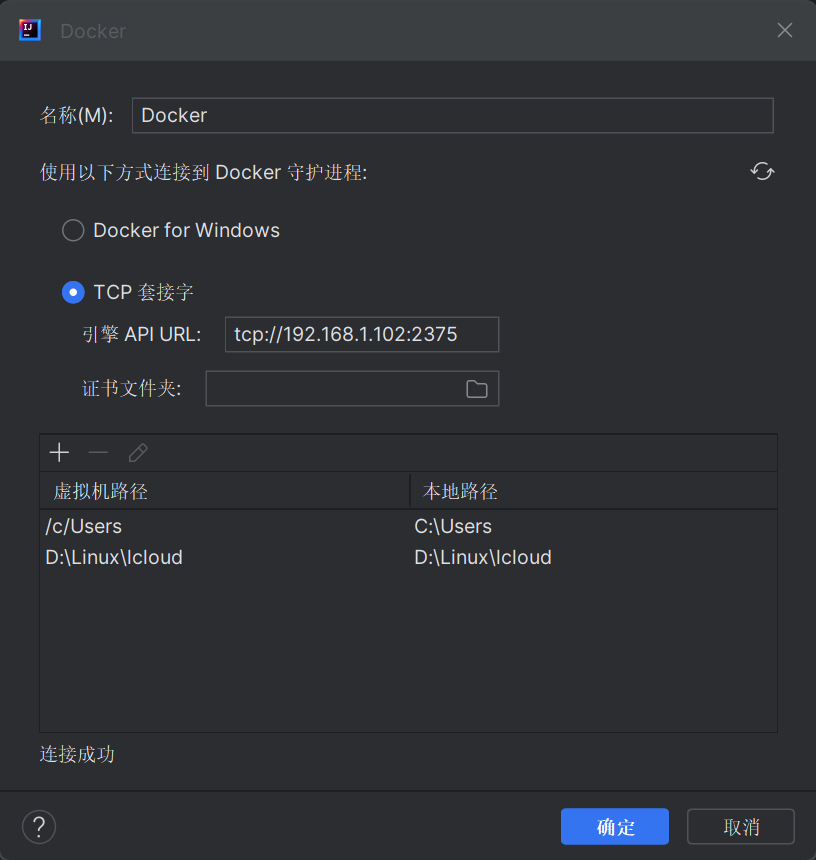 Docker
名称(M): Docker
使用以下方式连接到 Docker 守护进程:
Docker for Windows
TCP 套接字
引擎 API URL: tcp://192.168.1.102:2375
证书文件夹:
虚拟机路径 本地路径
/c/Users C:\Users
D:\Linux\Icloud D:\Linux\Icloud
连接成功
? 确定 取消